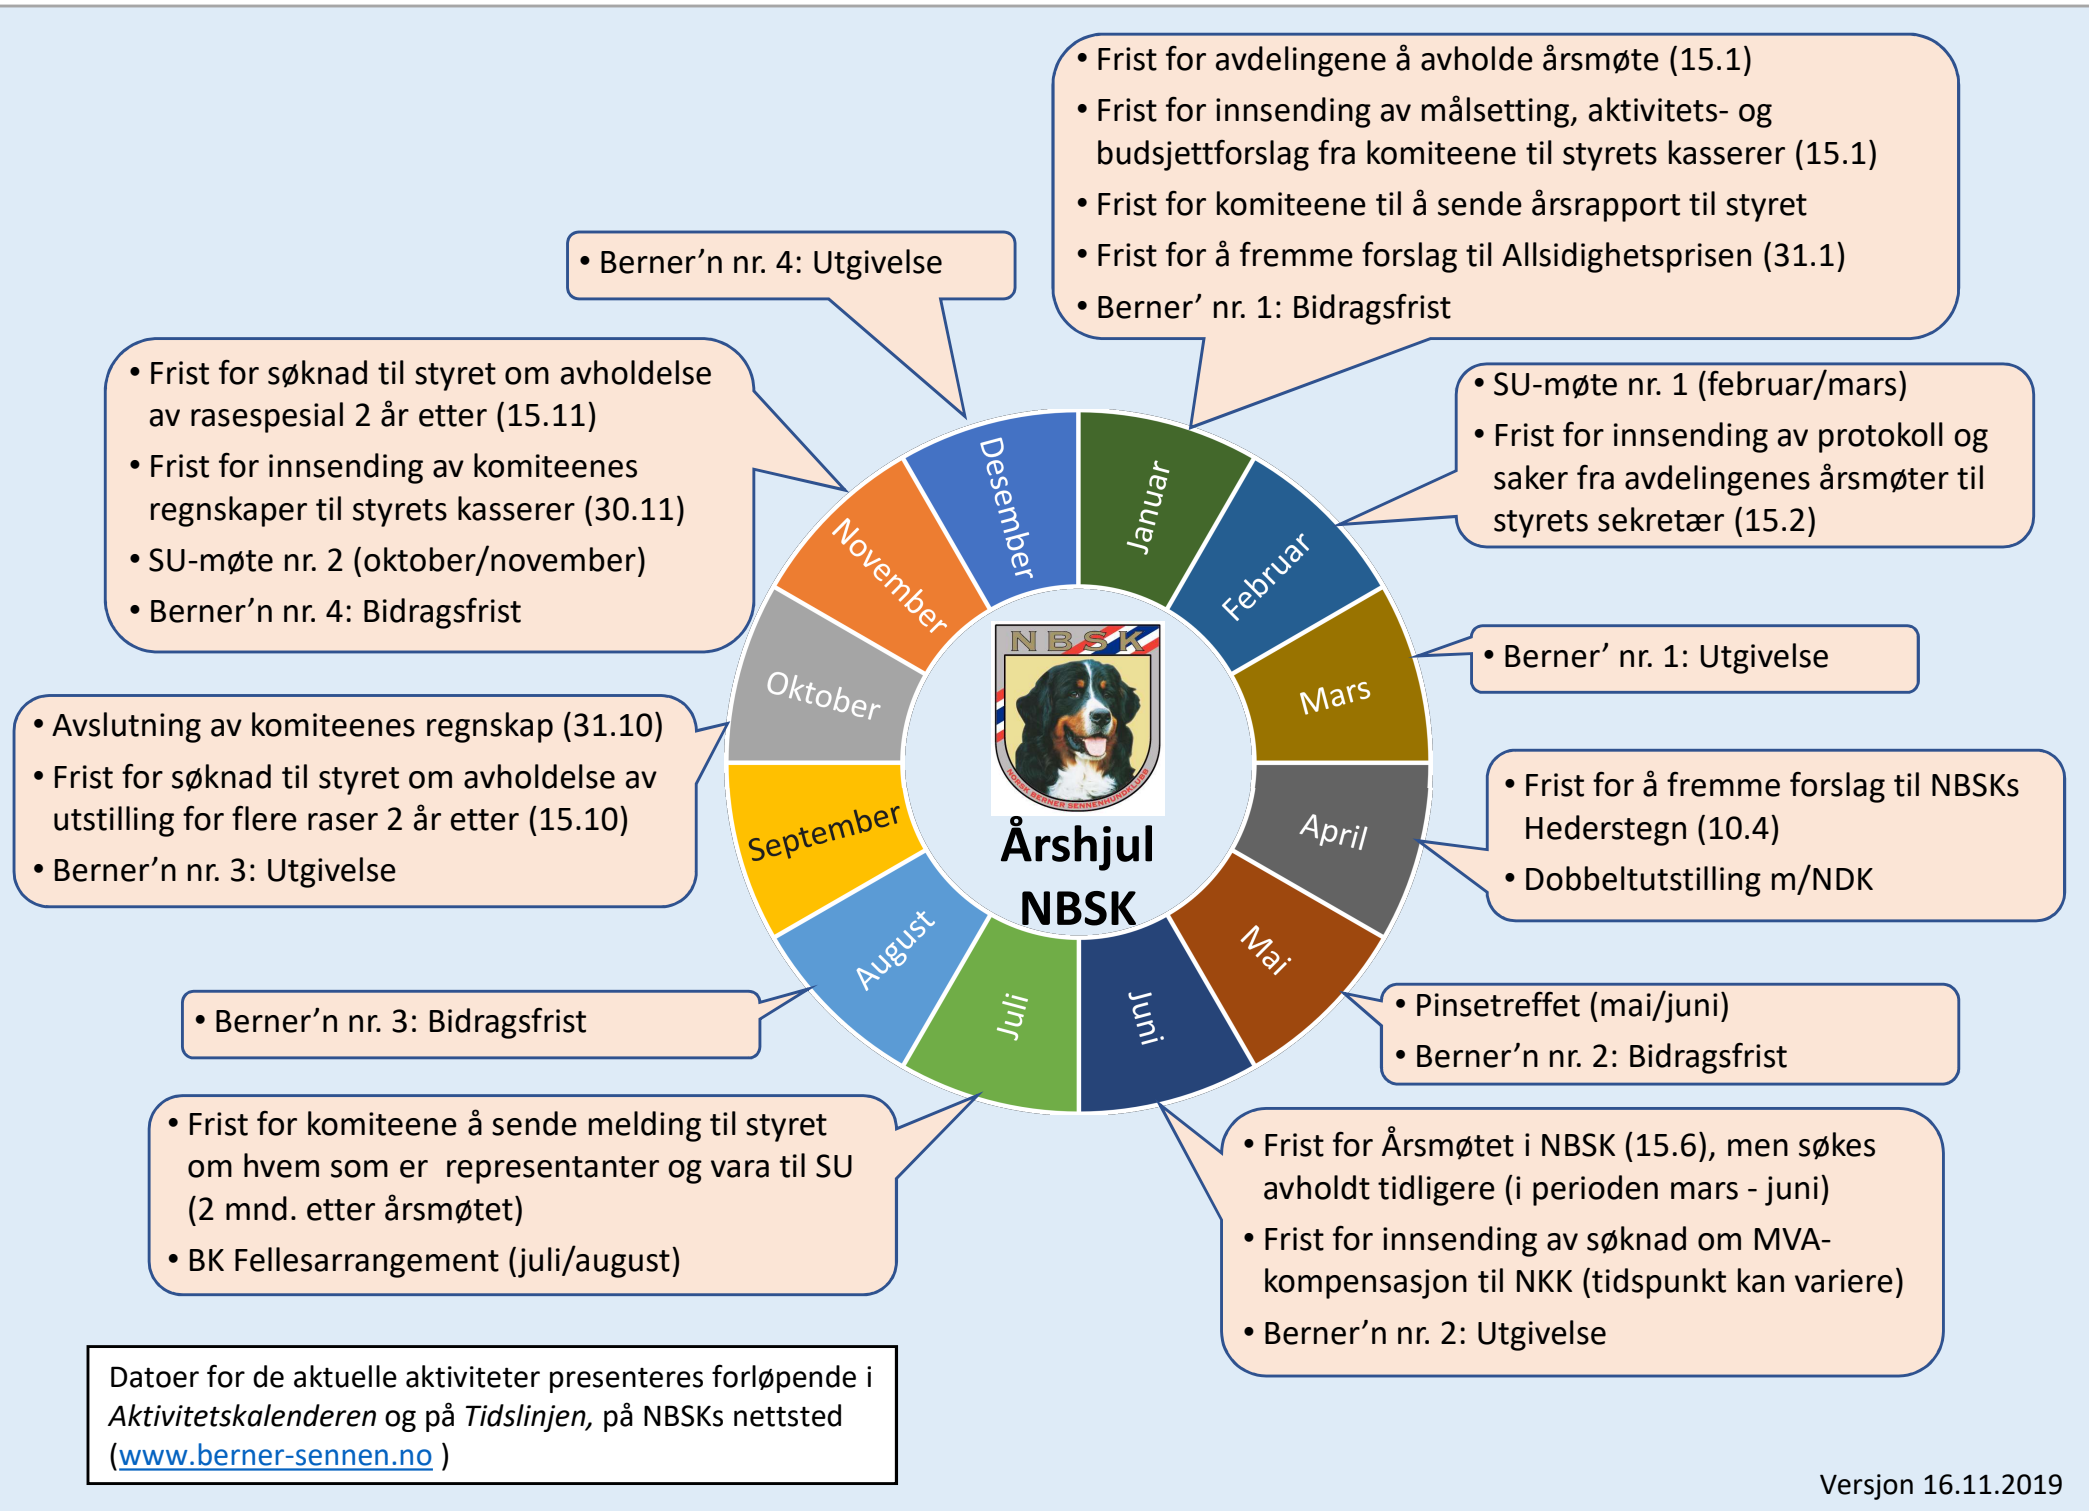 • Frist for avdelingene å avholde årsmøte (15.1)
• Frist for innsending av målsetting, aktivitets- og
budsjettforslag fra komiteene til styrets kasserer (15.1)
• Frist for komiteene til å sende årsrapport til styret
• Frist for å fremme forslag til Allsidighetsprisen (31.1)
• Berner’ nr. 1: Bidragsfrist
• SU-møte nr. 1 (februar/mars)
• Frist for innsending av protokoll og
saker fra avdelingenes årsmøter til
styrets sekretær (15.2)
• Berner’ nr. 1: Utgivelse
• Frist for å fremme forslag til NBSKs
Hederstegn (10.4)
• Dobbeltutstilling m/NDK
• Pinsetreffet (mai/juni)
• Berner’n nr. 2: Bidragsfrist
• Frist for Årsmøtet i NBSK (15.6), men søkes
avholdt tidligere (i perioden mars - juni)
• Frist for innsending av søknad om MVA-
kompensasjon til NKK (tidspunkt kan variere)
• Berner’n nr. 2: Utgivelse
• Frist for komiteene å sende melding til styret
om hvem som er representanter og vara til SU
(2 mnd. etter årsmøtet)
• BK Fellesarrangement (juli/august)
• Berner’n nr. 3: Bidragsfrist
• Avslutning av komiteenes regnskap (31.10)
• Frist for søknad til styret om avholdelse av
utstilling for flere raser 2 år etter (15.10)
• Berner’n nr. 3: Utgivelse
• Frist for søknad til styret om avholdelse
av rasespesial 2 år etter (15.11)
• Frist for innsending av komiteenes
regnskaper til styrets kasserer (30.11)
• SU-møte nr. 2 (oktober/november)
• Berner’n nr. 4: Bidragsfrist
• Berner’n nr. 4: Utgivelse
Januar
Februar
Mars
April
Mai
Juni
Juli
August
September
Oktober
November
Desember
NBSK
NORSK BERNER SENNENHUNDKLUBB
Årshjul
NBSK
Datoer for de aktuelle aktiviteter presenteres forløpende i
Aktivitetskalenderen og på Tidslinjen, på NBSKs nettsted
(www.berner-sennen.no )
Versjon 16.11.2019